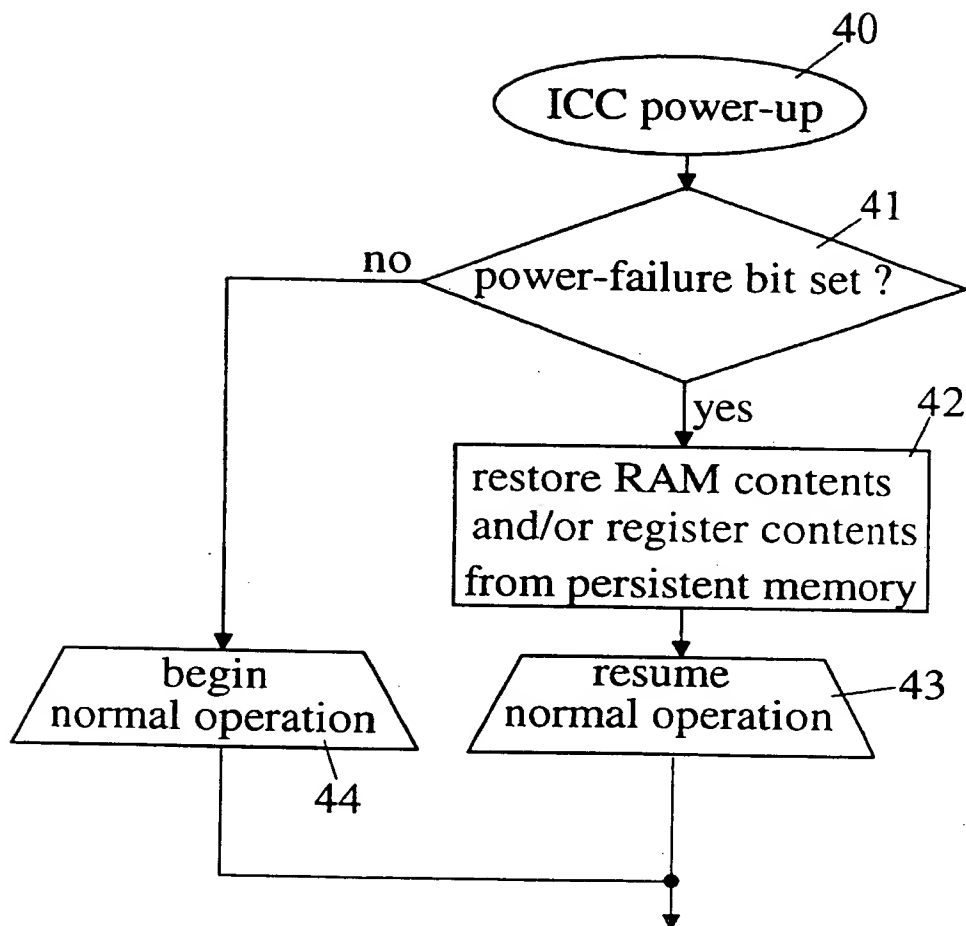 40
ICC power-up
41
no
power-failure bit set ?
yes
42
restore RAM contents
and/or register contents
from persistent memory
begin
normal operation
44
resume
normal operation
43